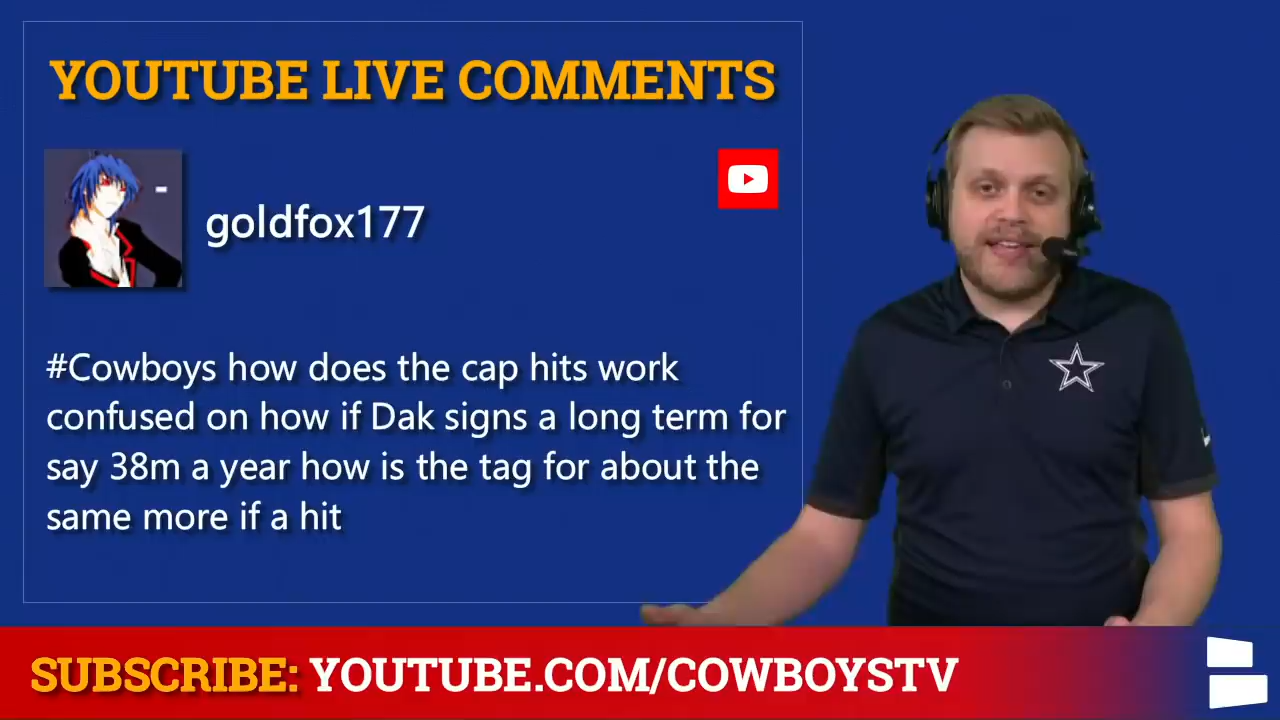 YOUTUBE LIVE COMMENTS
goldfox177
#Cowboys how does the cap hits work
confused on how if Dak signs a long term for
say 38m a year how is the tag for about the
same more if a hit
SUBSCRIBE: YOUTUBE.COM/COWBOYSTV